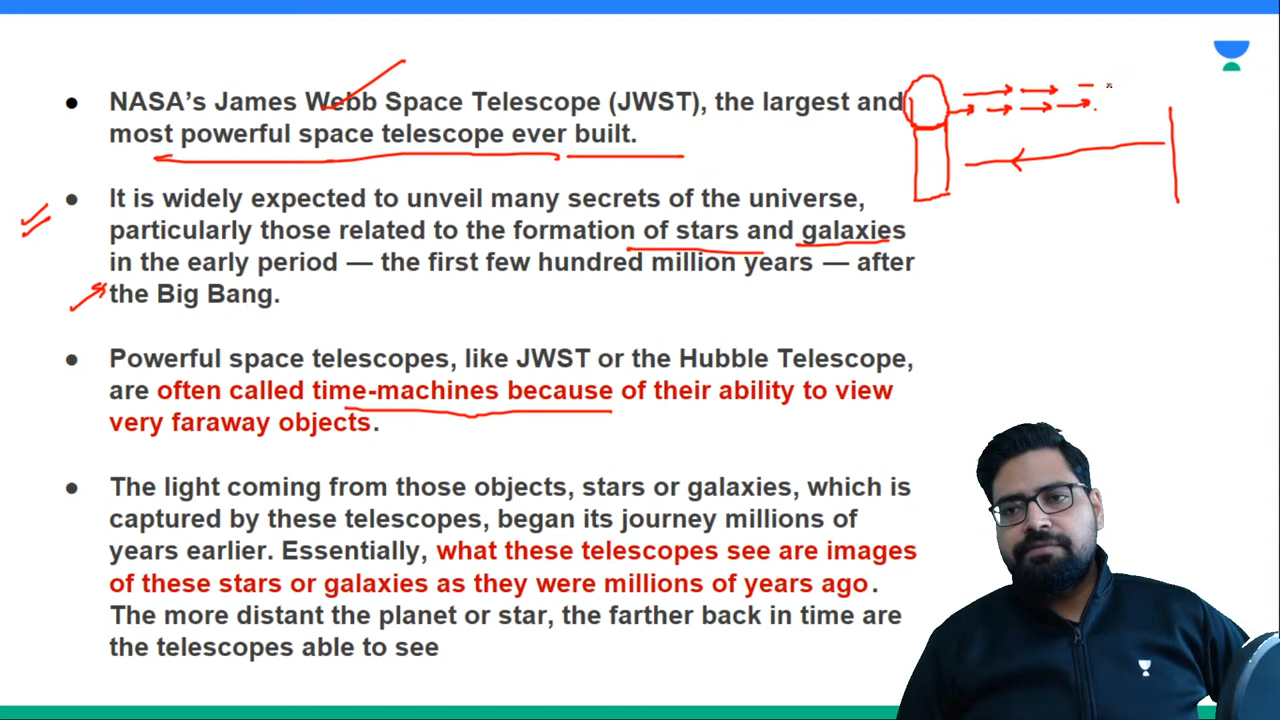 ● NASA's James Webb Space Telescope (JWST), the largest and
most powerful space telescope ever built.
● It is widely expected to unveil many secrets of the universe,
particularly those related to the formation of stars and galaxies
in the early period — the first few hundred million years — after
the Big Bang.
● Powerful space telescopes, like JWST or the Hubble Telescope,
are often called time-machines because of their ability to view
very faraway objects.
● The light coming from those objects, stars or galaxies, which is
captured by these telescopes, began its journey millions of
years earlier. Essentially, what these telescopes see are images
of these stars or galaxies as they were millions of years ago.
The more distant the planet or star, the farther back in time are
the telescopes able to see